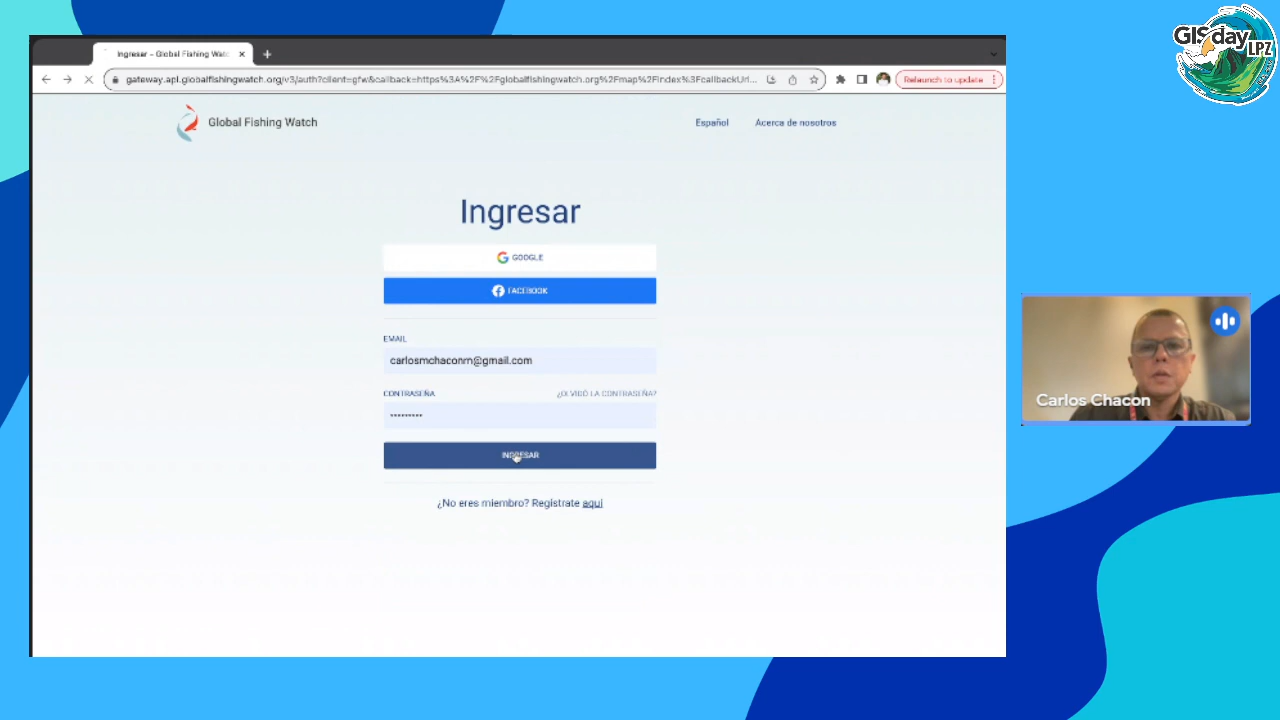 GISday
LPZ
Ingresar - Global Fishing Watc
gateway.api.globalfishingwatch.org/v3/auth?client=gfw&callback=https%3A%2F%2Fglobalfishingwatch.org%2Fmap%2Findex%3FcallbackUrl...
Relaunch to update
Global Fishing Watch
Español
Acerca de nosotros
Ingresar
GOOGLE
FACEBOOK
EMAIL
carlosmchaconm@gmail.com
CONTRASEÑA
¿OLVIDÓ LA CONTRASEÑA?
INGRESAR
¿No eres miembro? Regístrate aquí
Carlos Chacon